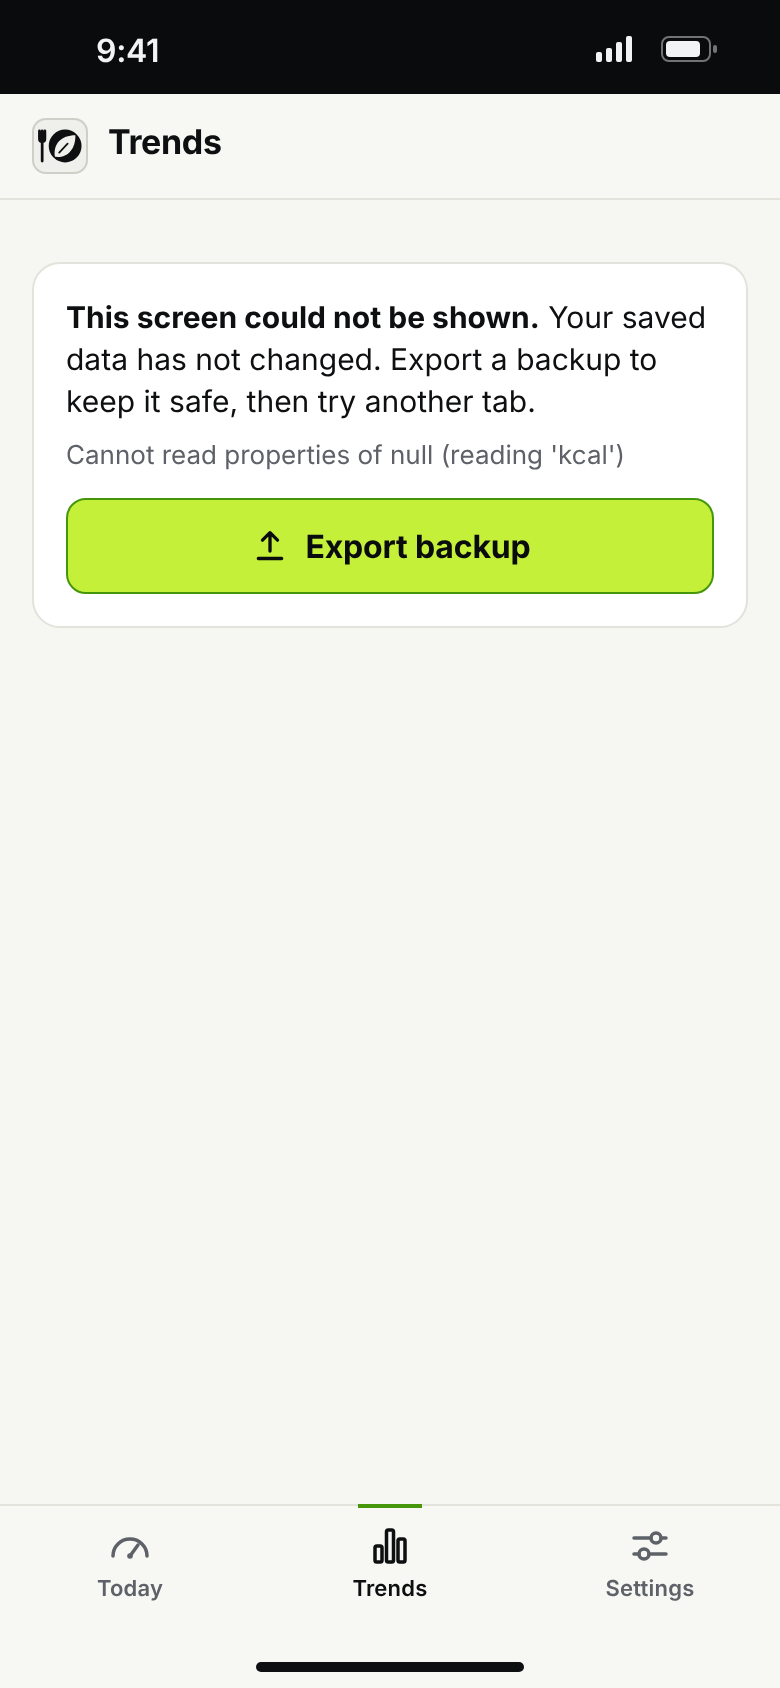 9:41
Trends
This screen could not be shown. Your saved
data has not changed. Export a backup to
keep it safe, then try another tab.
Cannot read properties of null (reading 'kcal')
Export backup
Today
Trends
Settings